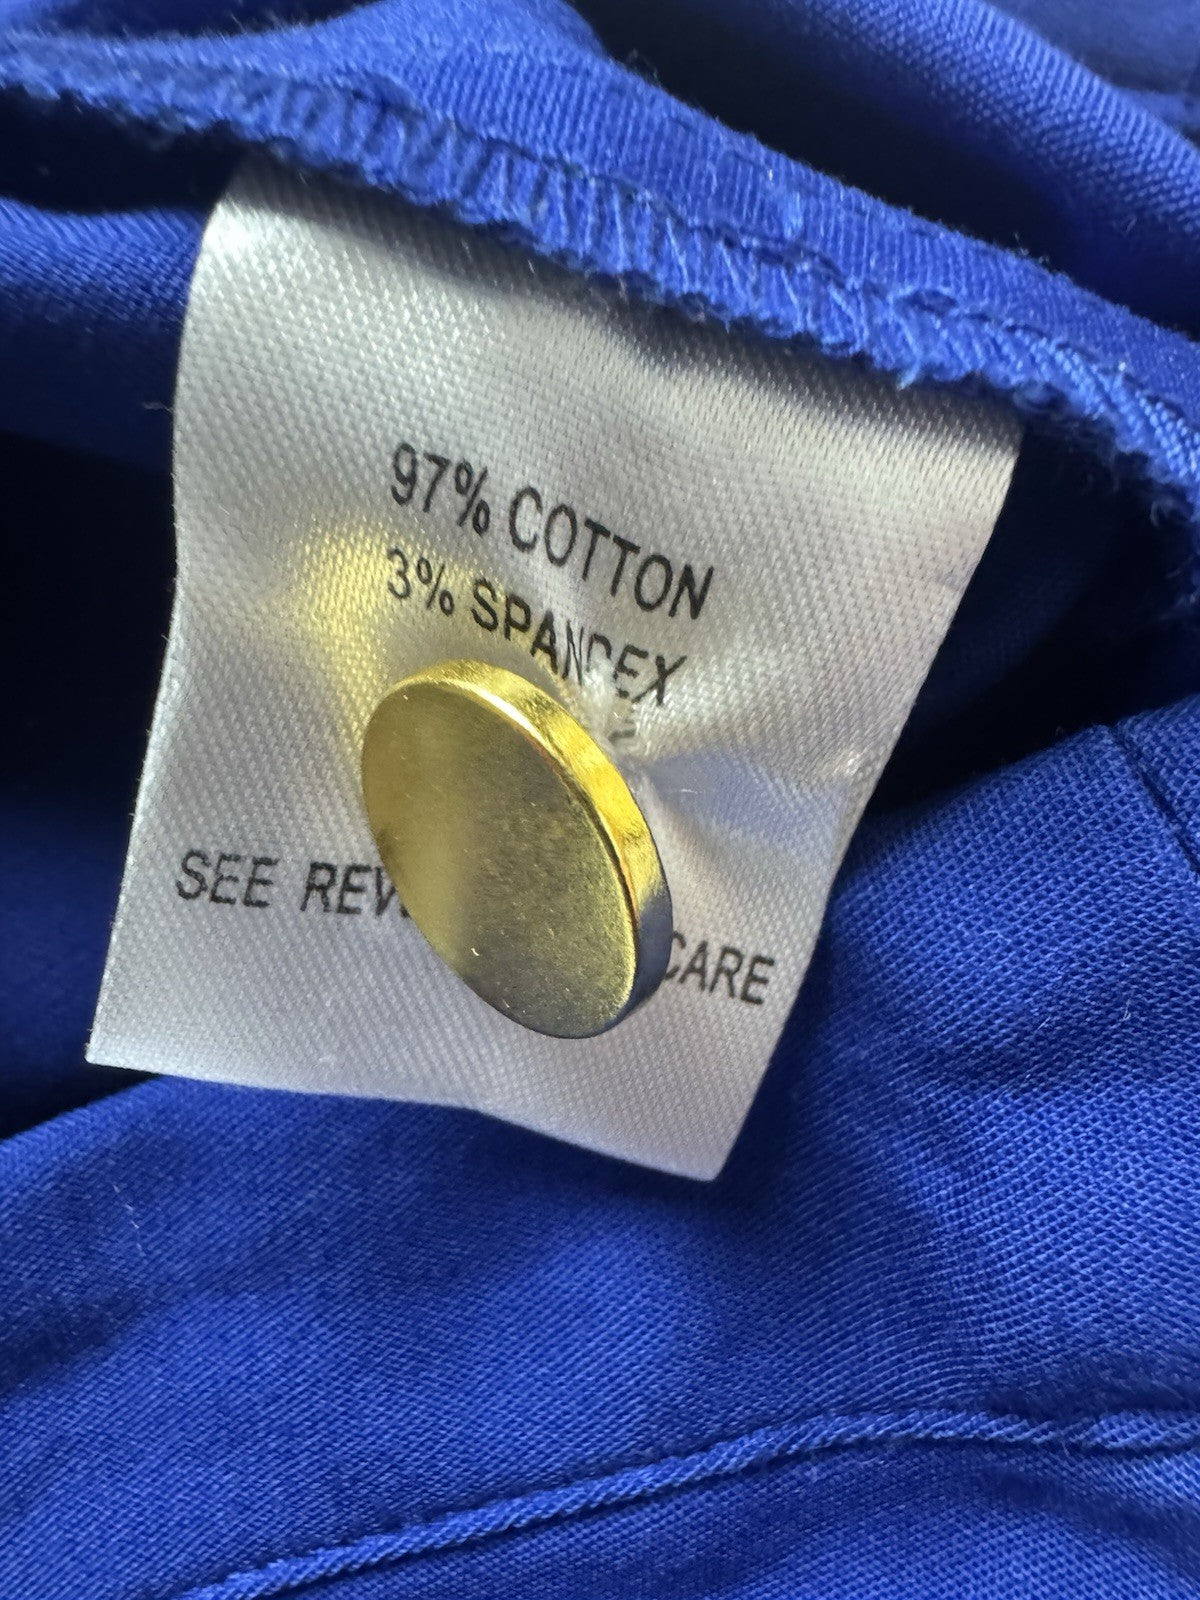 97% COTTON
3% SPANDEX
SEE CARE